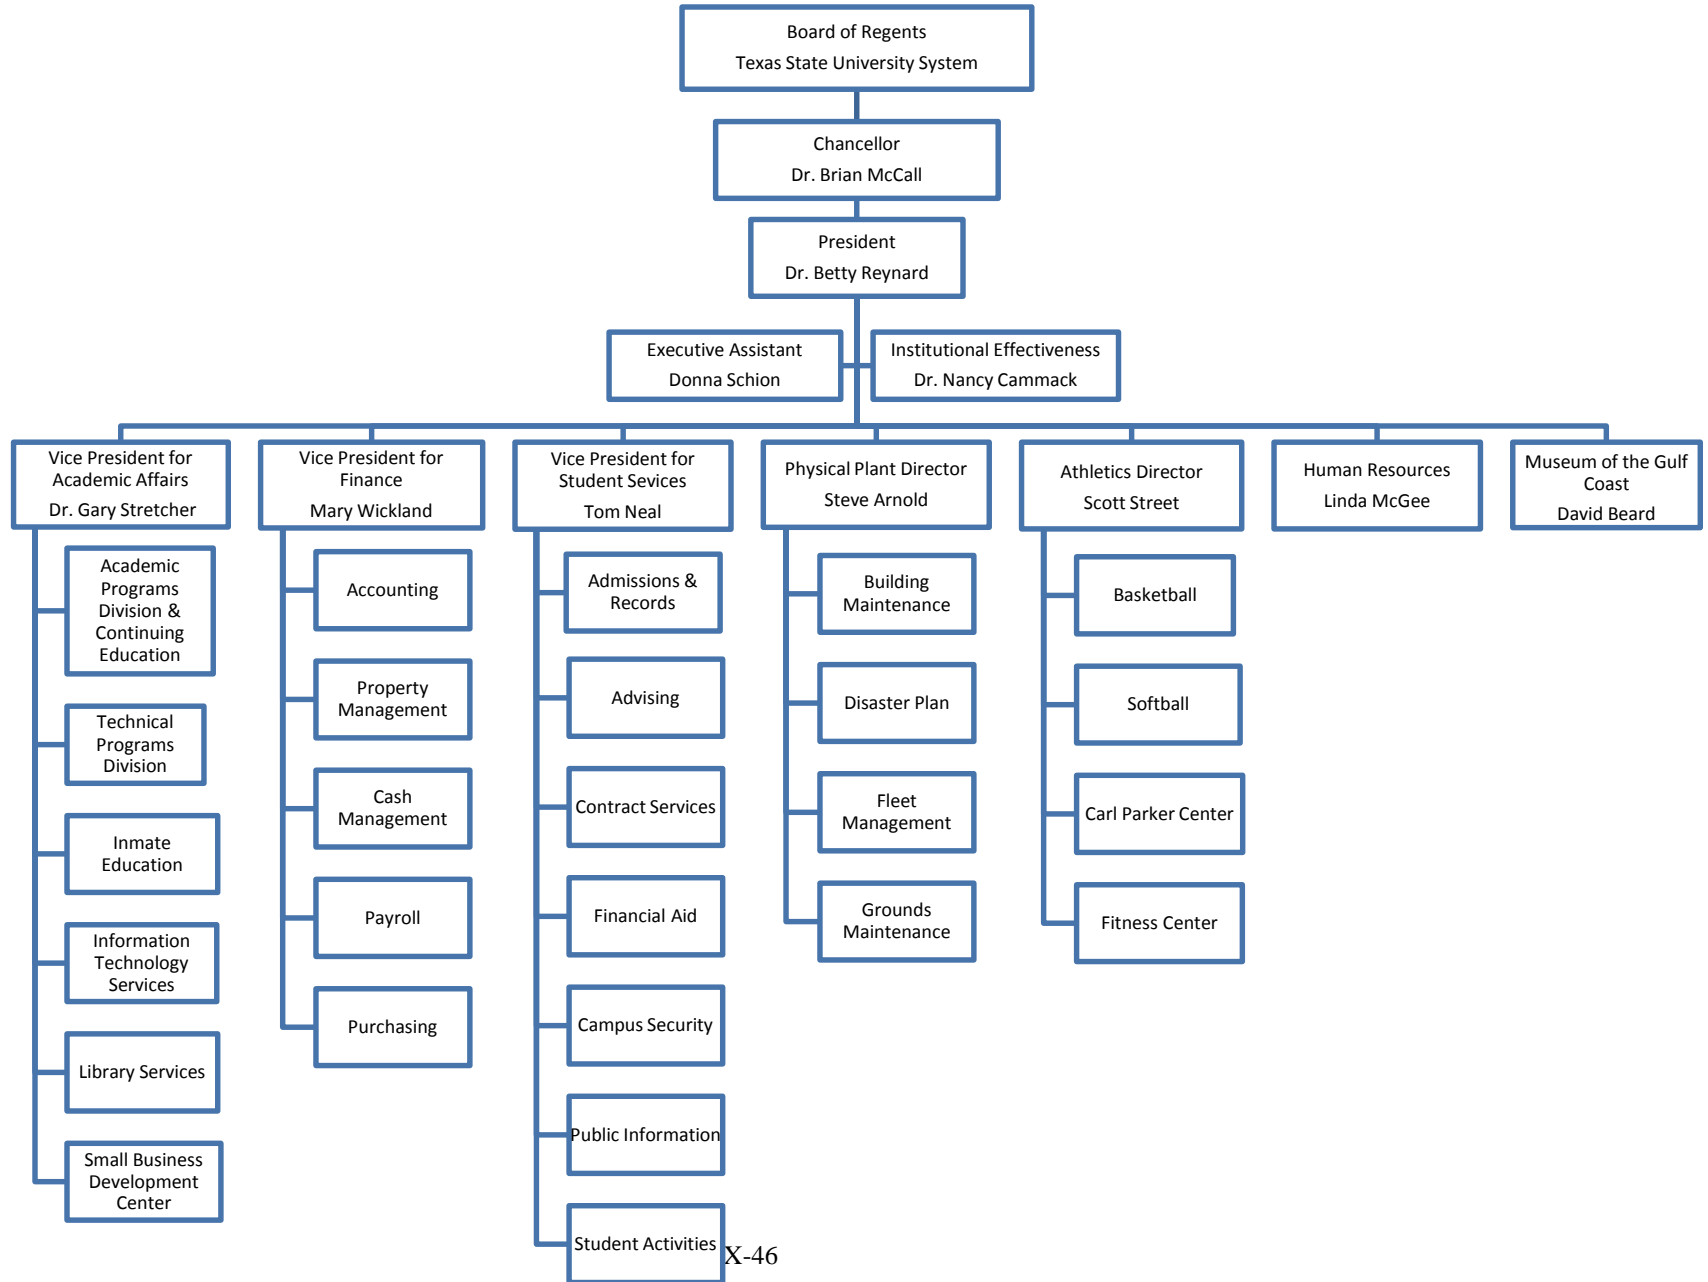 Board of Regents
Texas State University System
Chancellor
Dr. Brian McCall
President
Dr. Betty Reynard
Executive Assistant
Donna Schion
Institutional Effectiveness
Dr. Nancy Cammack
Vice President for
Academic Affairs
Dr. Gary Stretcher
Academic
Programs
Division &
Continuing
Education
Technical
Programs
Division
Inmate
Education
Information
Technology
Services
Library Services
Small Business
Development
Center
Vice President for
Finance
Mary Wickland
Accounting
Property
Management
Cash
Management
Payroll
Purchasing
Vice President for
Student Sevices
Tom Neal
Admissions &
Records
Advising
Contract Services
Financial Aid
Campus Security
Public Information
Student Activities
Physical Plant Director
Steve Arnold
Building
Maintenance
Disaster Plan
Fleet
Management
Grounds
Maintenance
Athletics Director
Scott Street
Basketball
Softball
Carl Parker Center
Fitness Center
Human Resources
Linda McGee
Museum of the Gulf
Coast
David Beard
X-46